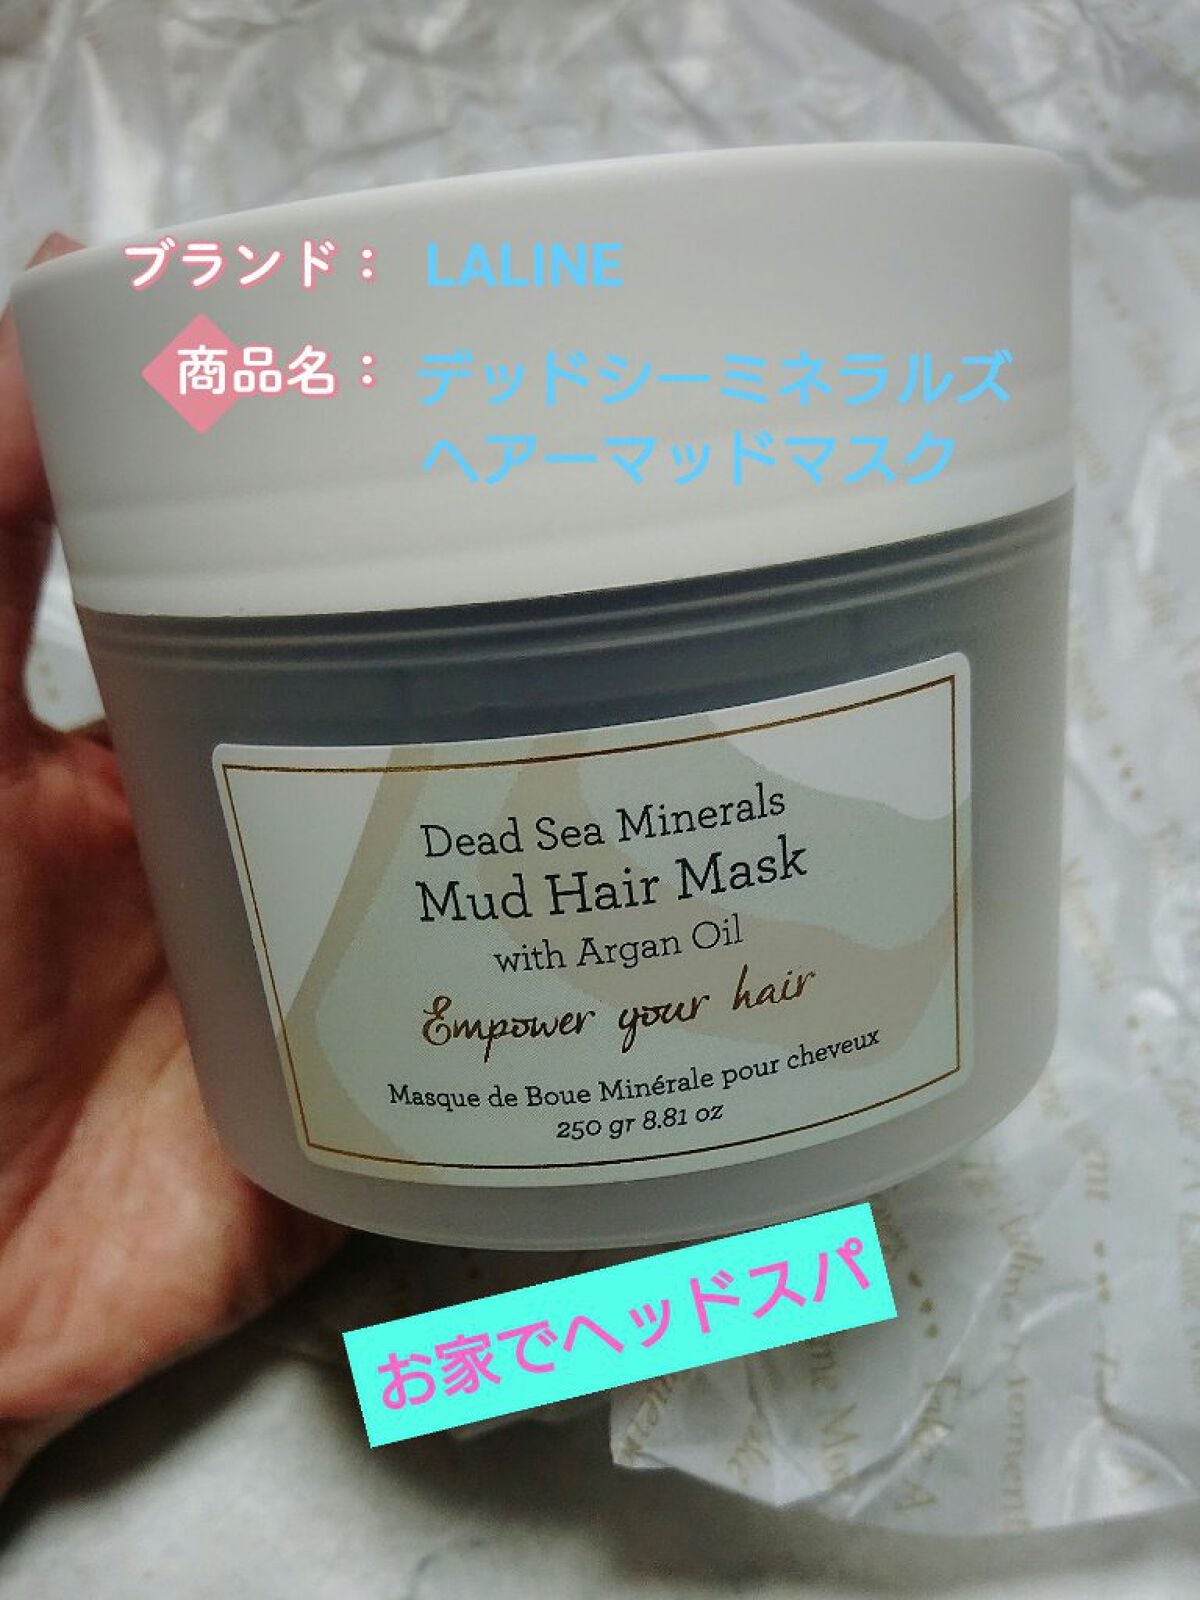 ブランド： LALINE
商品名： デッドシーミネラルズ
ヘアーマッドマスク
Dead Sea Minerals
Mud Hair Mask
with Argan Oil
Empower your hair
Masque de Boue Minérale pour cheveux
250 gr 8.81 oz
お家でヘッドスパ